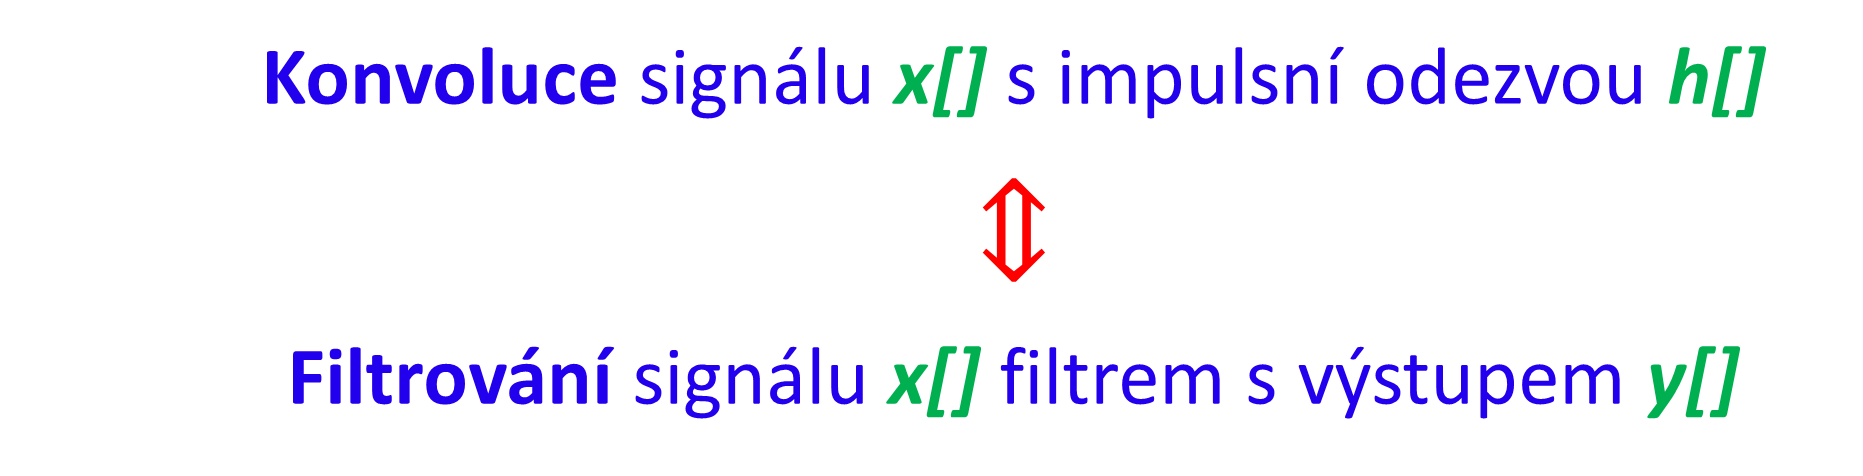 Konvoluce signálu x[] s impulsní odezvou h[]
⇕
Filtrování signálu x[] filtrem s výstupem y[]